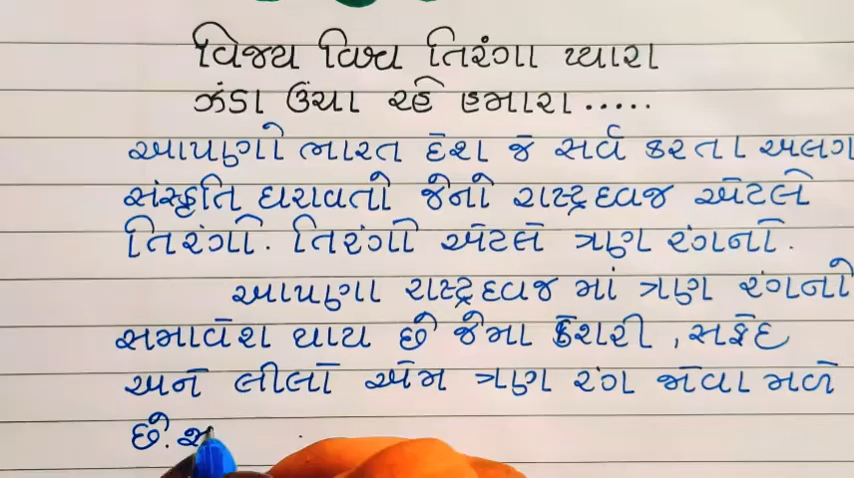 વિજય વિશ્વ તિરંગા પ્યારા
ઝંડા ઉંચા રહે હમારા .....
આપણો ભારત દેશ જે સર્વ કરતા અલગ
સંસ્કૃતિ ધરાવતો જેનો રાષ્ટ્રધ્વજ એટલે
તિરંગો. તિરંગો એટલે ત્રણ રંગનો.
આપણા રાષ્ટ્રધ્વજ માં ત્રણ રંગનો
સમાવેશ થાય છે જેમા કેશરી , સફેદ
અને લીલો એમ ત્રણ રંગ જોવા મળે
છે.